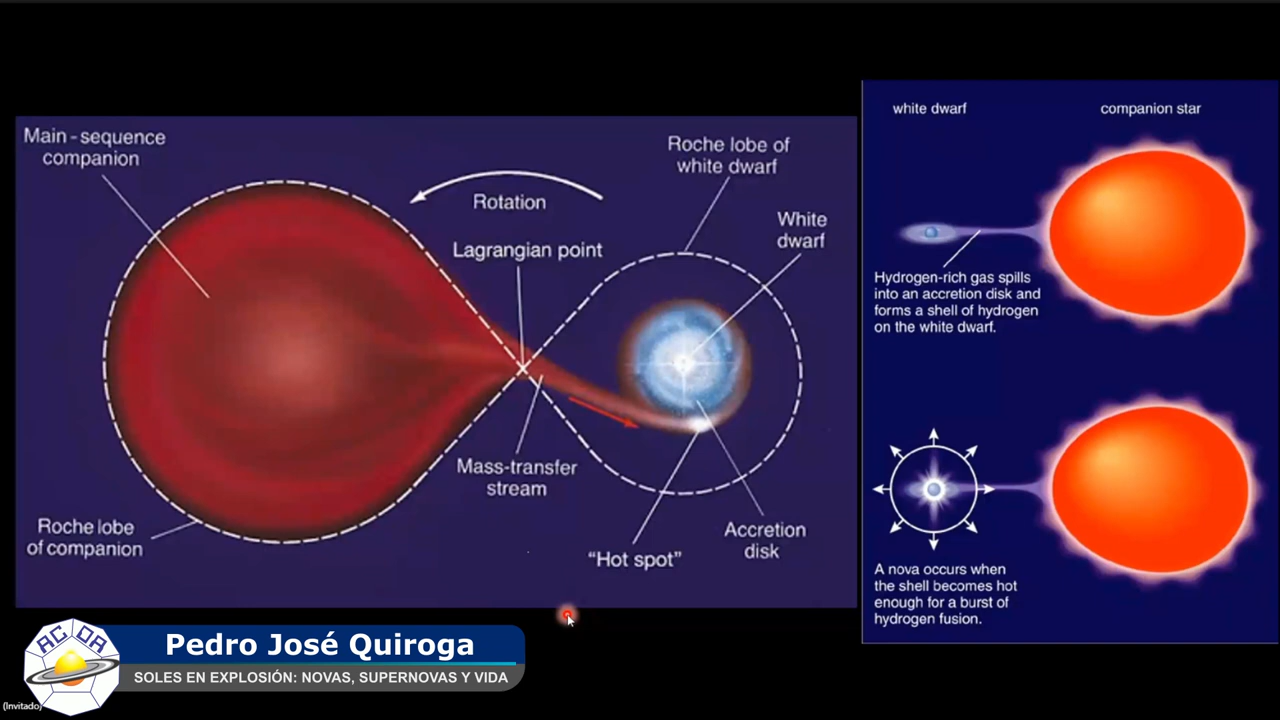 Main-sequence
companion
Rotation
Lagrangian point
Roche lobe of
white dwarf
White
dwarf
Mass-transfer
stream
Roche lobe
of companion
"Hot spot"
Accretion
disk
white dwarf
companion star
Hydrogen-rich gas spills
into an accretion disk and
forms a shell of hydrogen
on the white dwarf.
A nova occurs when
the shell becomes hot
enough for a burst of
hydrogen fusion.
ACDA
Pedro José Quiroga
SOLES EN EXPLOSIÓN: NOVAS, SUPERNOVAS Y VIDA
(Invitado)